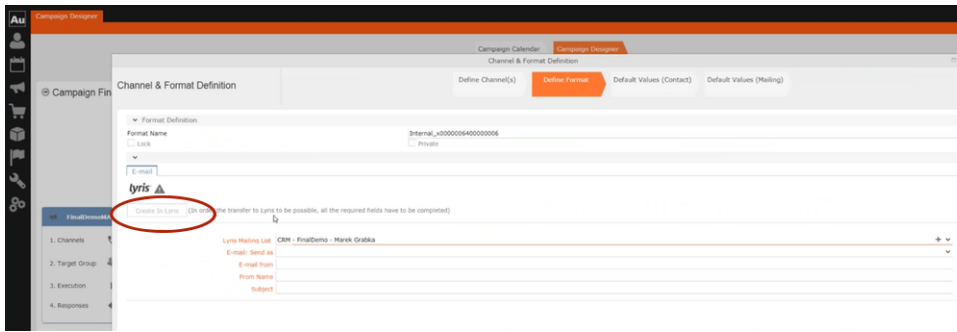 Au Campaign Designer
Campaign Calendar Campaign Designer
Channel & Format Definition
Campaign Fin
Channel & Format Definition
Define Channel(s) Define Format Default Values (Contact) Default Values (Mailing)
Format Definition
Format Name Internal_x0000006400000006
Lock Private
E-mail
lyris
Create in Lyris (In order the transfer to Lyris to be possible, all the required fields have to be completed)
FinalDemoMA
1. Channels
2. Target Group
3. Execution
4. Responses
Lyris Mailing List CRM - FinalDemo - Marek Grabka
E-mail: Send as
E-mail from
From Name
Subject